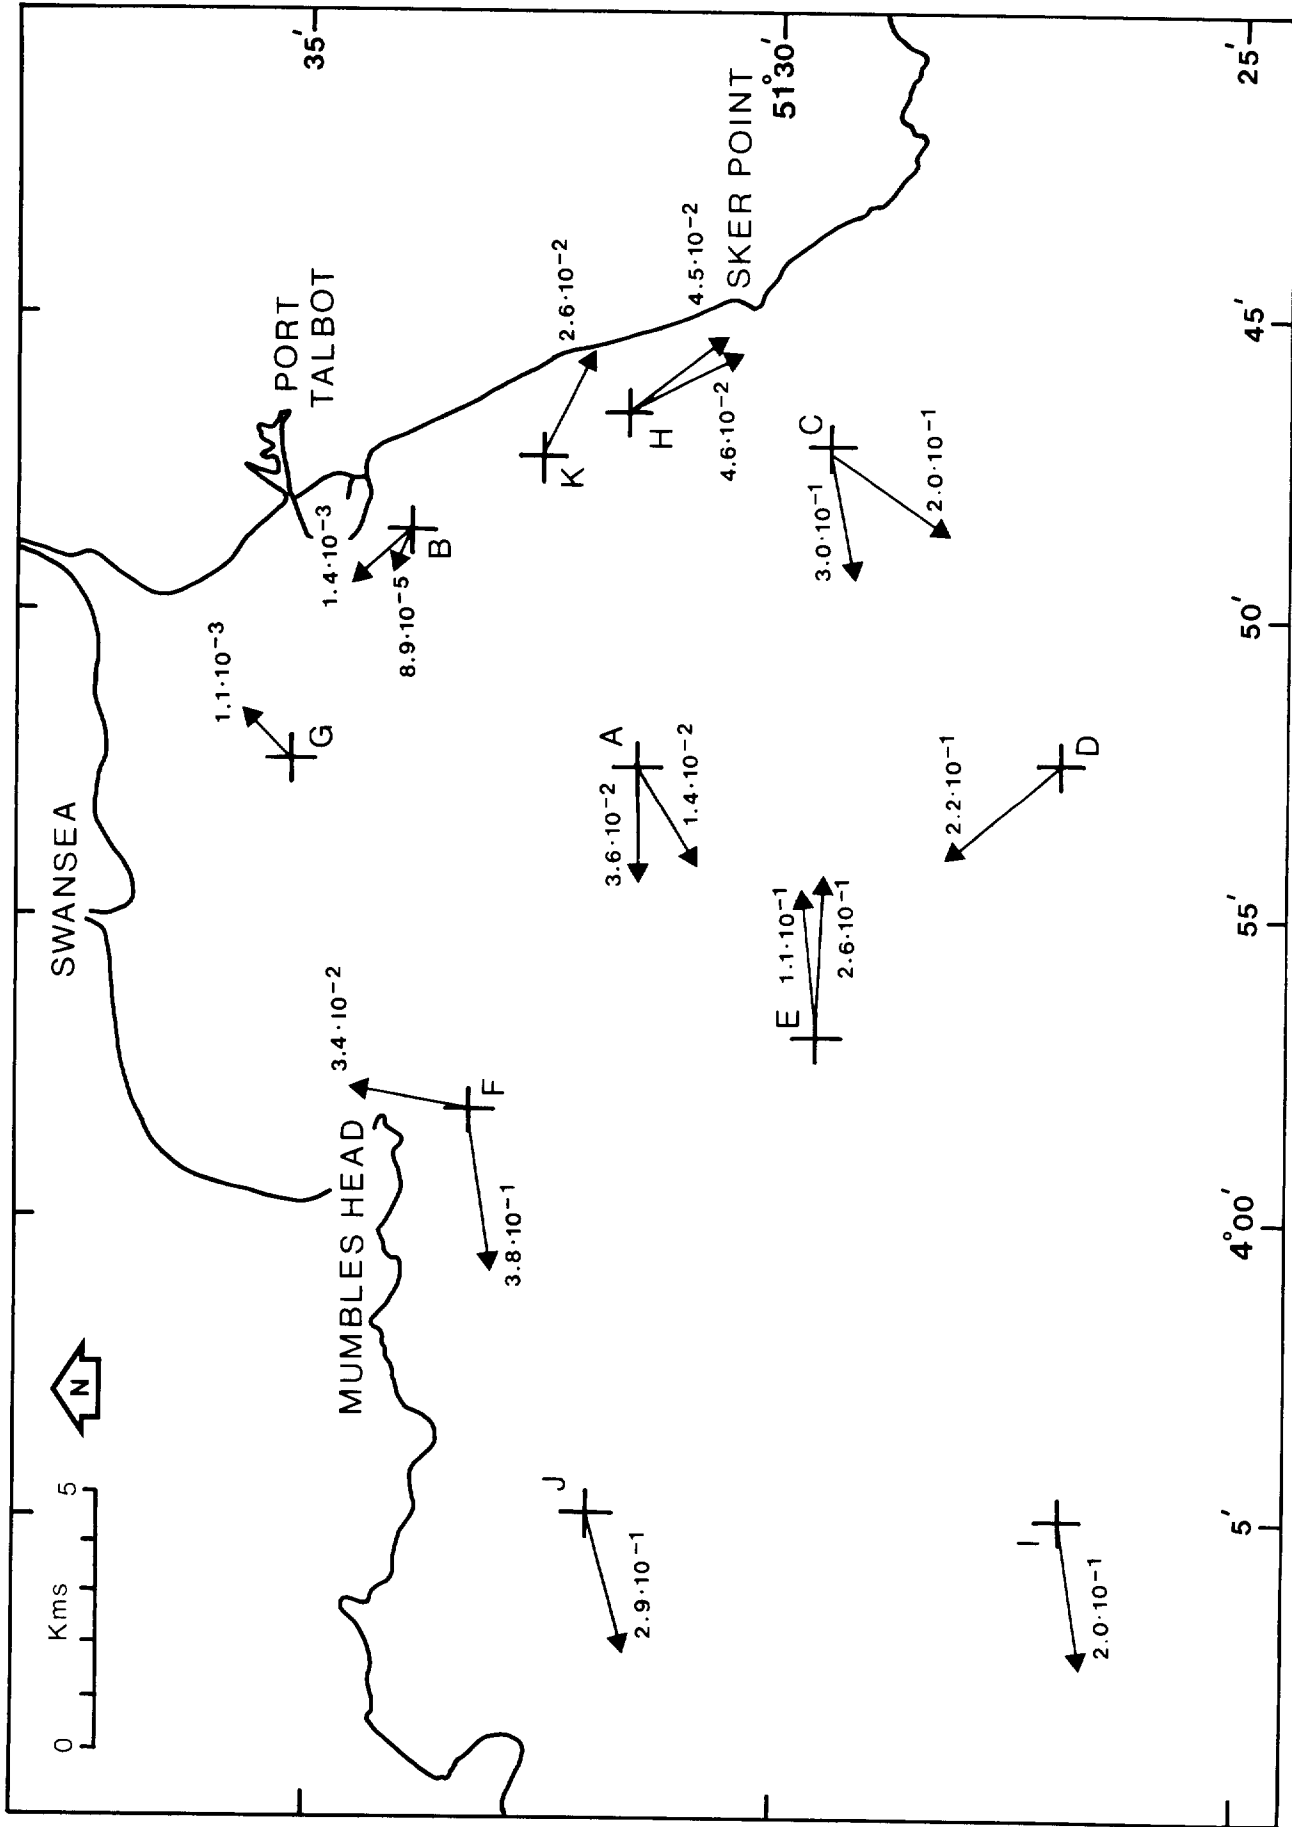 0 Kms 5
N
SWANSEA
PORT
TALBOT
MUMBLES HEAD
SKER POINT
35'
51°30'
25'
5'
4°00'
55'
50'
45'
G
1.1·10⁻³
B
1.4·10⁻³
8.9·10⁻⁵
F
3.4·10⁻²
3.8·10⁻¹
K
2.6·10⁻²
J
2.9·10⁻¹
A
3.6·10⁻²
1.4·10⁻²
H
4.5·10⁻²
4.6·10⁻²
E
1.1·10⁻¹
2.6·10⁻¹
C
3.0·10⁻¹
2.0·10⁻¹
I
2.0·10⁻¹
D
2.2·10⁻¹